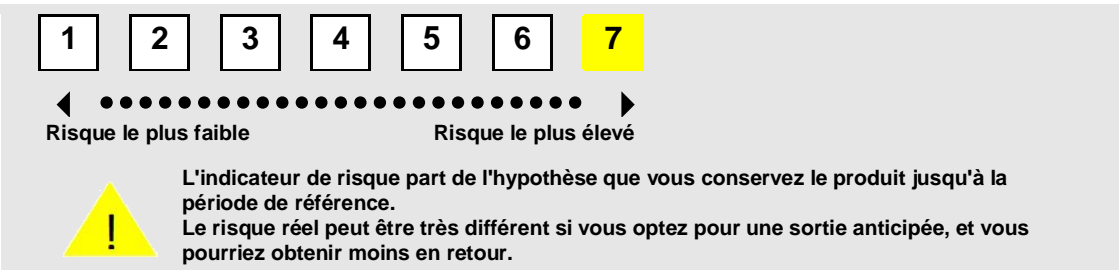 1 2 3 4 5 6 7
Risque le plus faible Risque le plus élevé
L'indicateur de risque part de l'hypothèse que vous conservez le produit jusqu'à la
période de référence.
Le risque réel peut être très différent si vous optez pour une sortie anticipée, et vous
pourriez obtenir moins en retour.
!